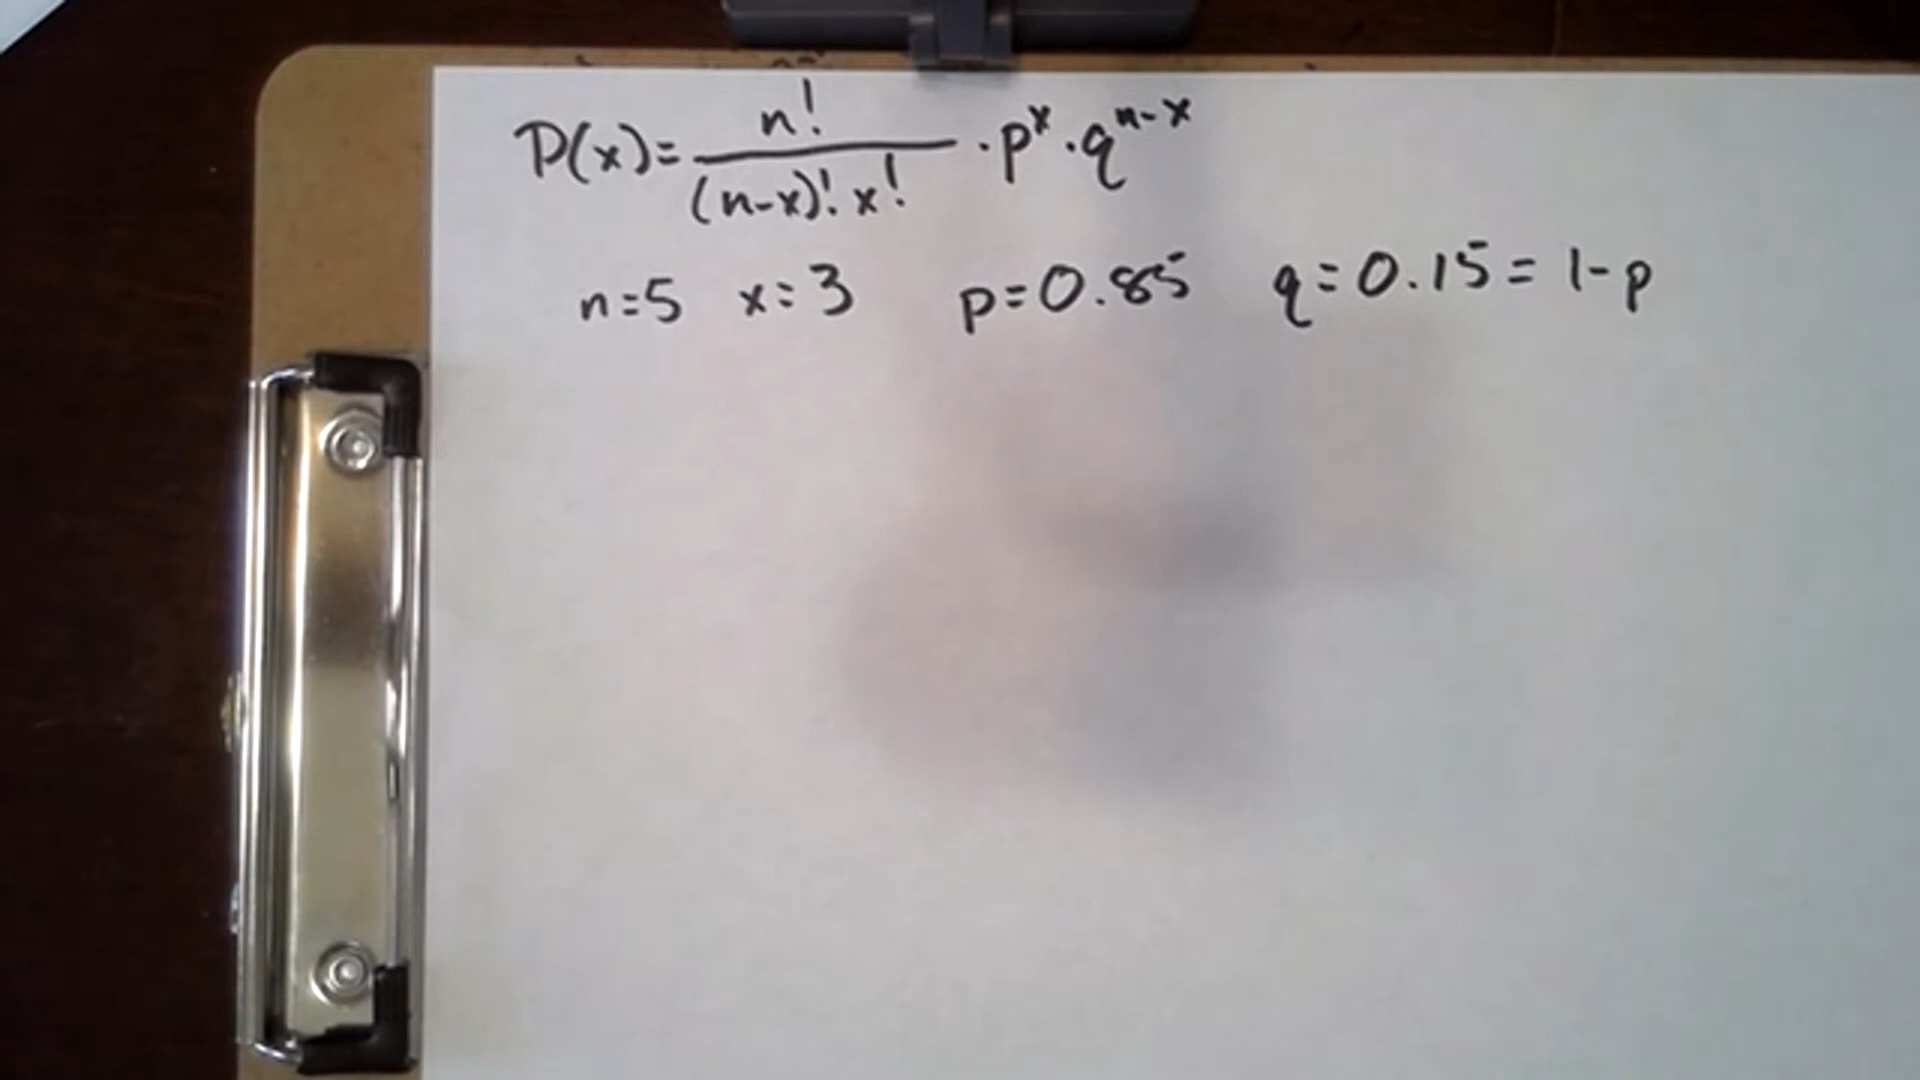 P(x) = n! / (n-x)! x! · p^x · q^n-x
n=5 x=3 p=0.85 q=0.15=1-p